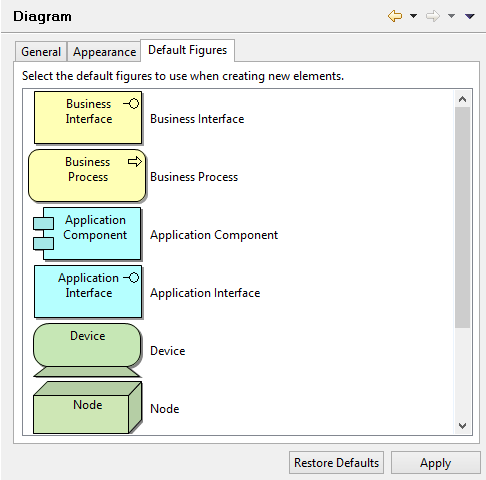 Diagram
General
Appearance
Default Figures
Select the default figures to use when creating new elements.
Business
Interface
Business Interface
Business
Process
Business Process
Application
Component
Application Component
Application
Interface
Application Interface
Device
Device
Node
Node
Restore Defaults
Apply